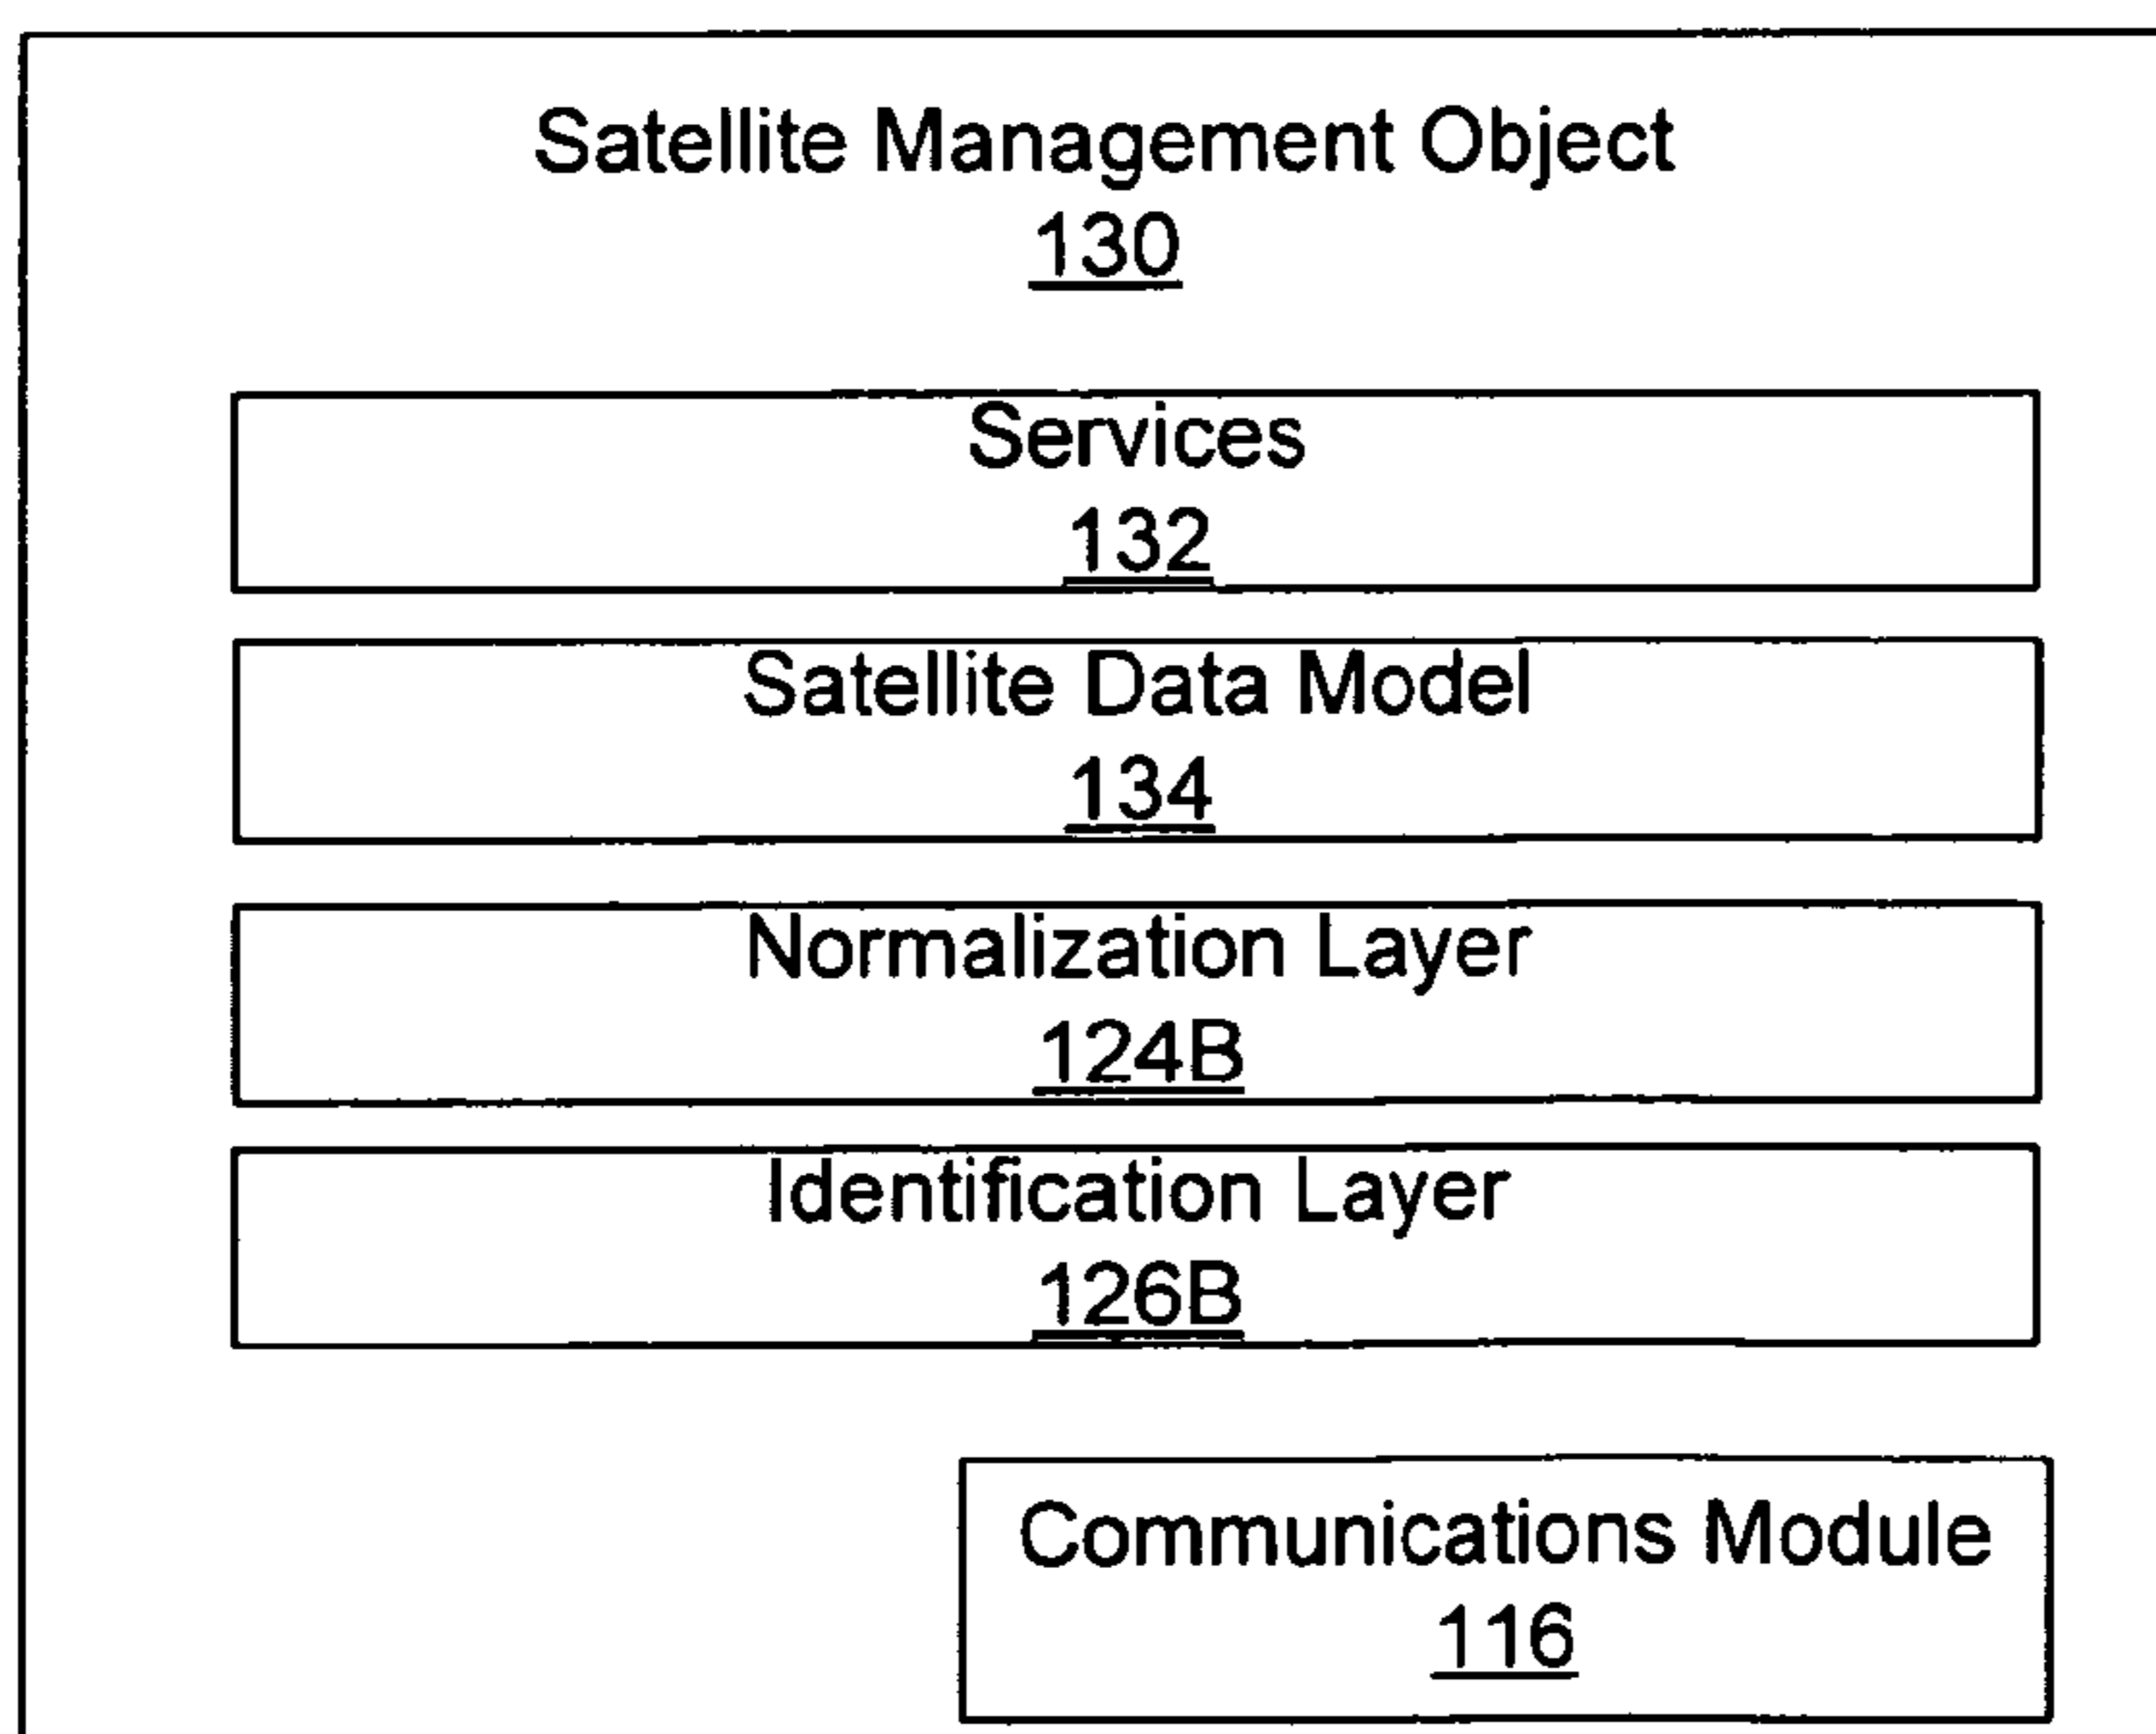 Satellite Management Object
130
Services
132
Satellite Data Model
134
Normalization Layer
124B
Identification Layer
126B
Communications Module
116